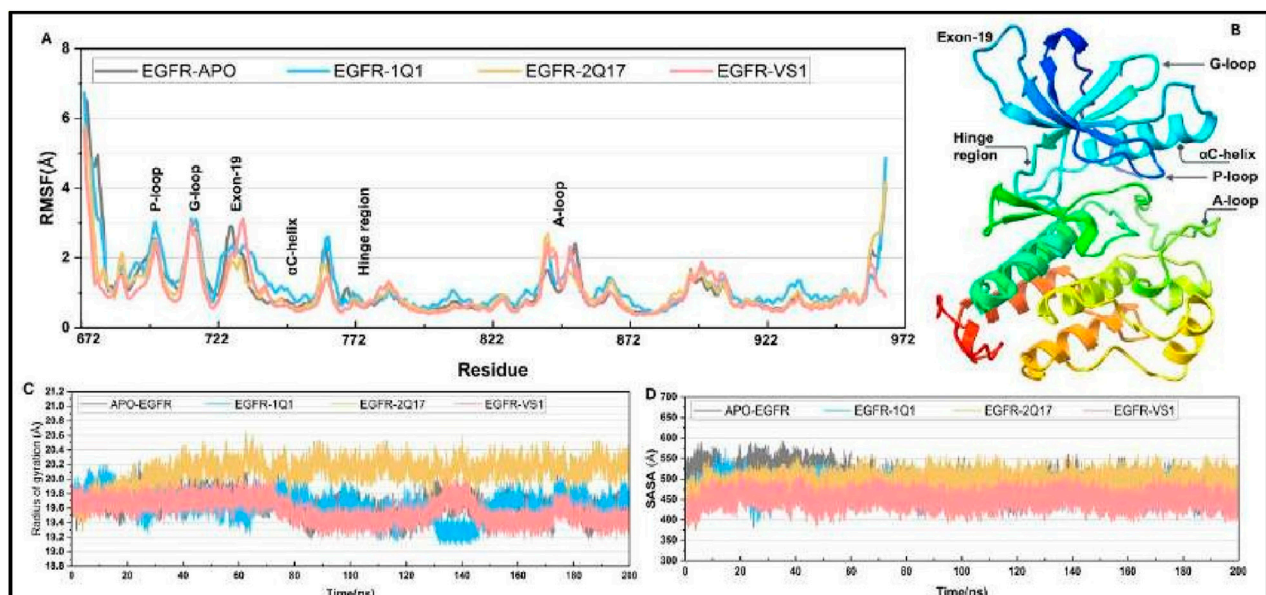 A
8
6
4
2
0
RMSF(Å)
EGFR-APO
EGFR-1Q1
EGFR-2Q17
EGFR-VS1
P-loop
G-loop
Exon-19
αC-helix
Hinge region
A-loop
672
722
772
822
872
922
972
Residue
B
Exon-19
G-loop
Hinge
region
αC-helix
P-loop
A-loop
C
21.2
21.0
20.8
20.6
20.4
20.2
20.0
19.8
19.6
19.4
19.2
19.0
18.8
Radius of gyration (Å)
APO-EGFR
EGFR-1Q1
EGFR-2Q17
EGFR-VS1
0
20
40
60
80
100
120
140
160
180
200
Time(ns)
D
700
650
600
550
500
450
400
350
300
SASA (Å)
APO-EGFR
EGFR-1Q1
EGFR-2Q17
EGFR-VS1
0
20
40
60
80
100
120
140
160
180
200
Time(ns)